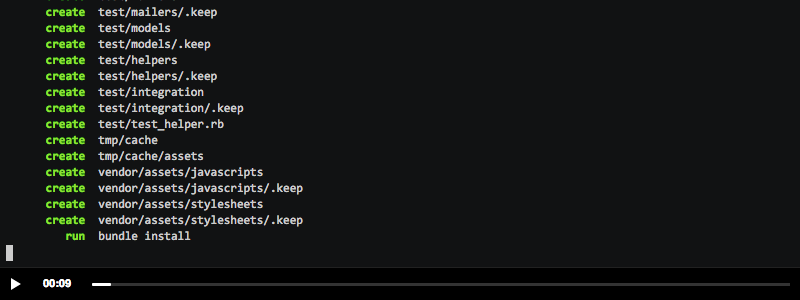 create test/mailers/.keep
create test/models
create test/models/.keep
create test/helpers
create test/helpers/.keep
create test/integration
create test/integration/.keep
create test/test_helper.rb
create tmp/cache
create tmp/cache/assets
create vendor/assets/javascripts
create vendor/assets/javascripts/.keep
create vendor/assets/stylesheets
create vendor/assets/stylesheets/.keep
run bundle install
00:09